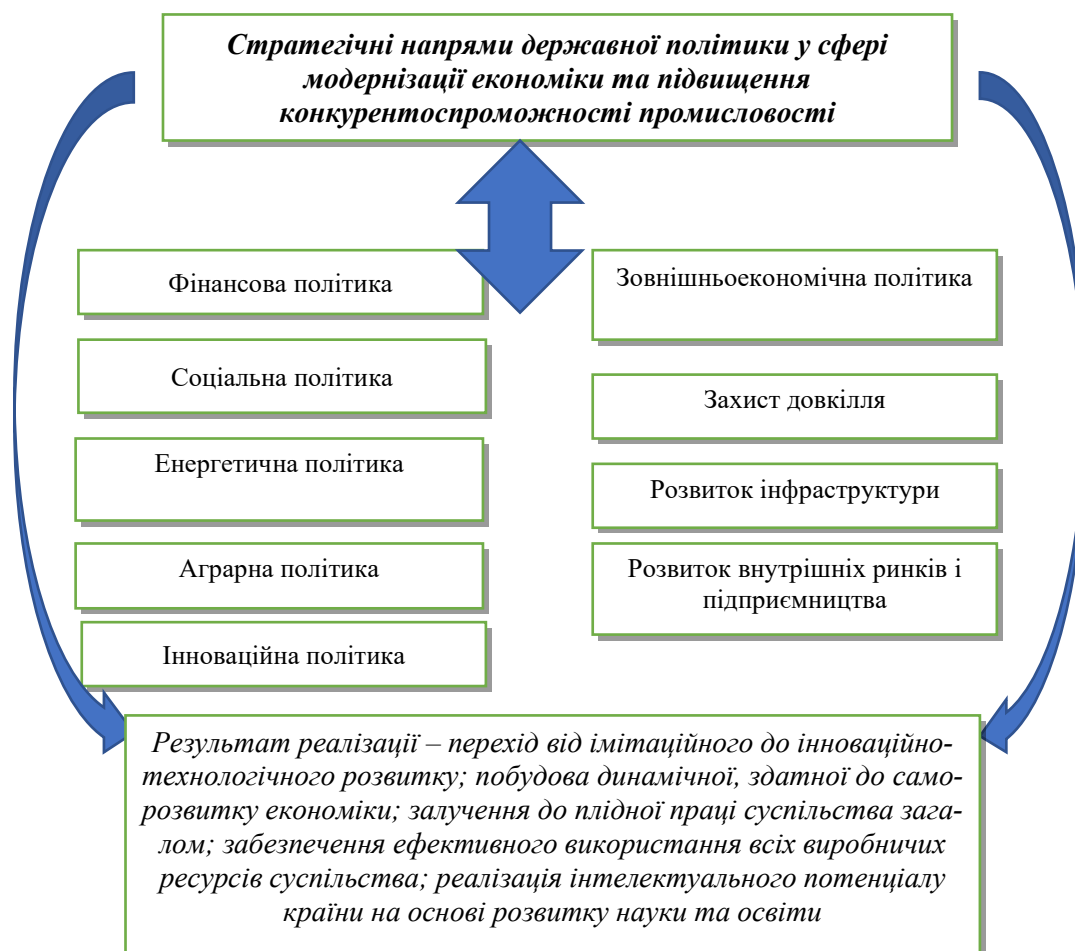 Стратегічні напрями державної політики у сфері
модернізації економіки та підвищення
конкурентоспроможності промисловості
Фінансова політика
Соціальна політика
Енергетична політика
Аграрна політика
Інноваційна політика
Зовнішньоекономічна політика
Захист довкілля
Розвиток інфраструктури
Розвиток внутрішніх ринків і
підприємництва
Результат реалізації – перехід від імітаційного до інноваційно-
технологічного розвитку; побудова динамічної, здатної до само-
розвитку економіки; залучення до плідної праці суспільства зага-
лом; забезпечення ефективного використання всіх виробничих
ресурсів суспільства; реалізація інтелектуального потенціалу
країни на основі розвитку науки та освіти